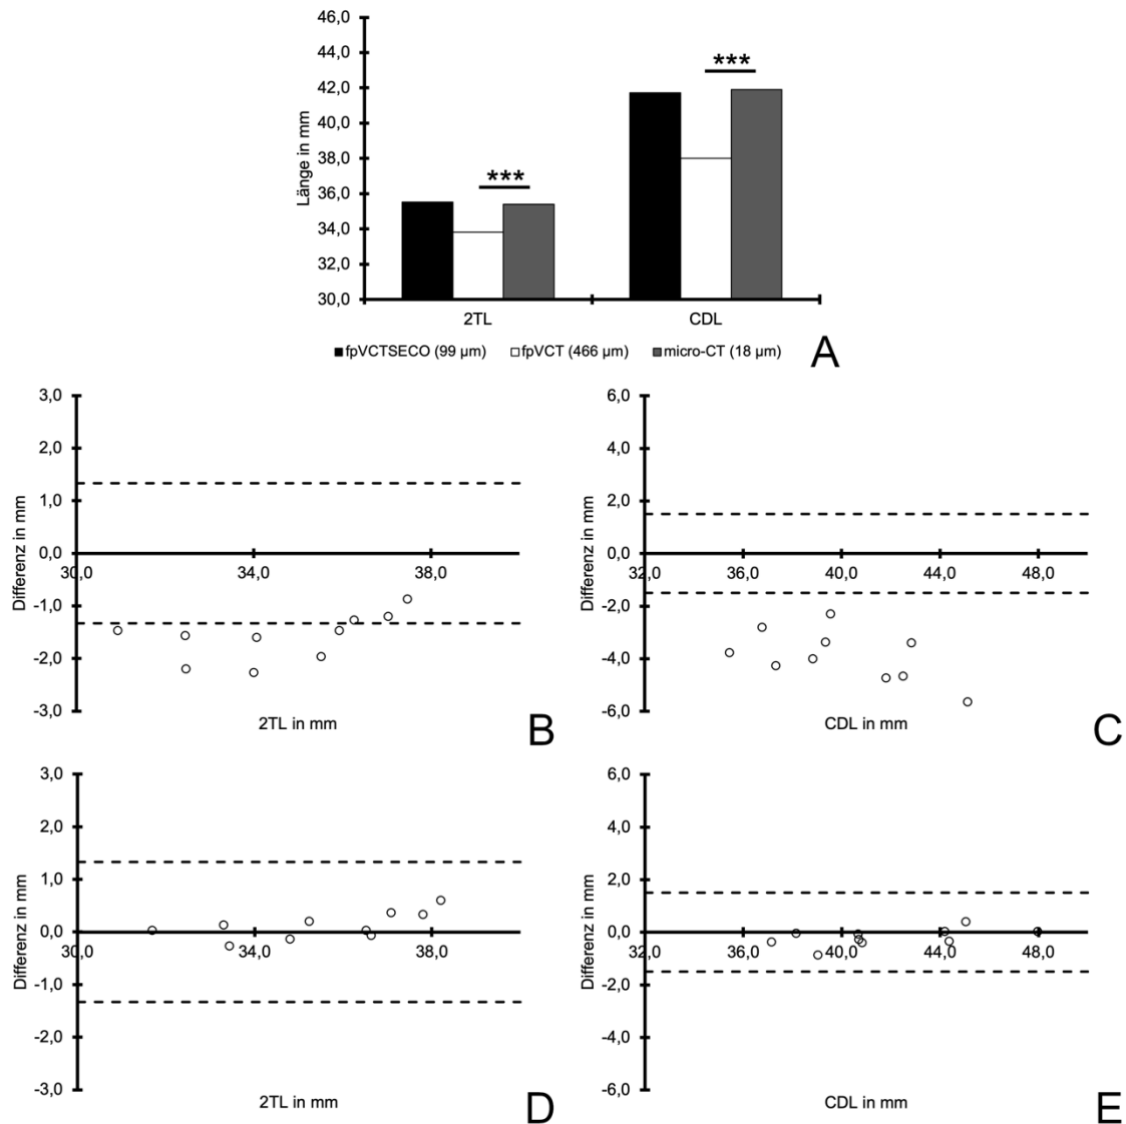 46,0
44,0
42,0
40,0
38,0
36,0
34,0
32,0
30,0
Länge in mm
***
***
2TL
CDL
fpVCTSECO (99 µm) fpVCT (466 µm) micro-CT (18 µm)
A
3,0
2,0
1,0
0,0
-1,0
-2,0
-3,0
Differenz in mm
30,0 34,0 38,0
2TL in mm
B
6,0
4,0
2,0
0,0
-2,0
-4,0
-6,0
Differenz in mm
32,0 36,0 40,0 44,0 48,0
CDL in mm
C
3,0
2,0
1,0
0,0
-1,0
-2,0
-3,0
Differenz in mm
30,0 34,0 38,0
2TL in mm
D
6,0
4,0
2,0
0,0
-2,0
-4,0
-6,0
Differenz in mm
32,0 36,0 40,0 44,0 48,0
CDL in mm
E